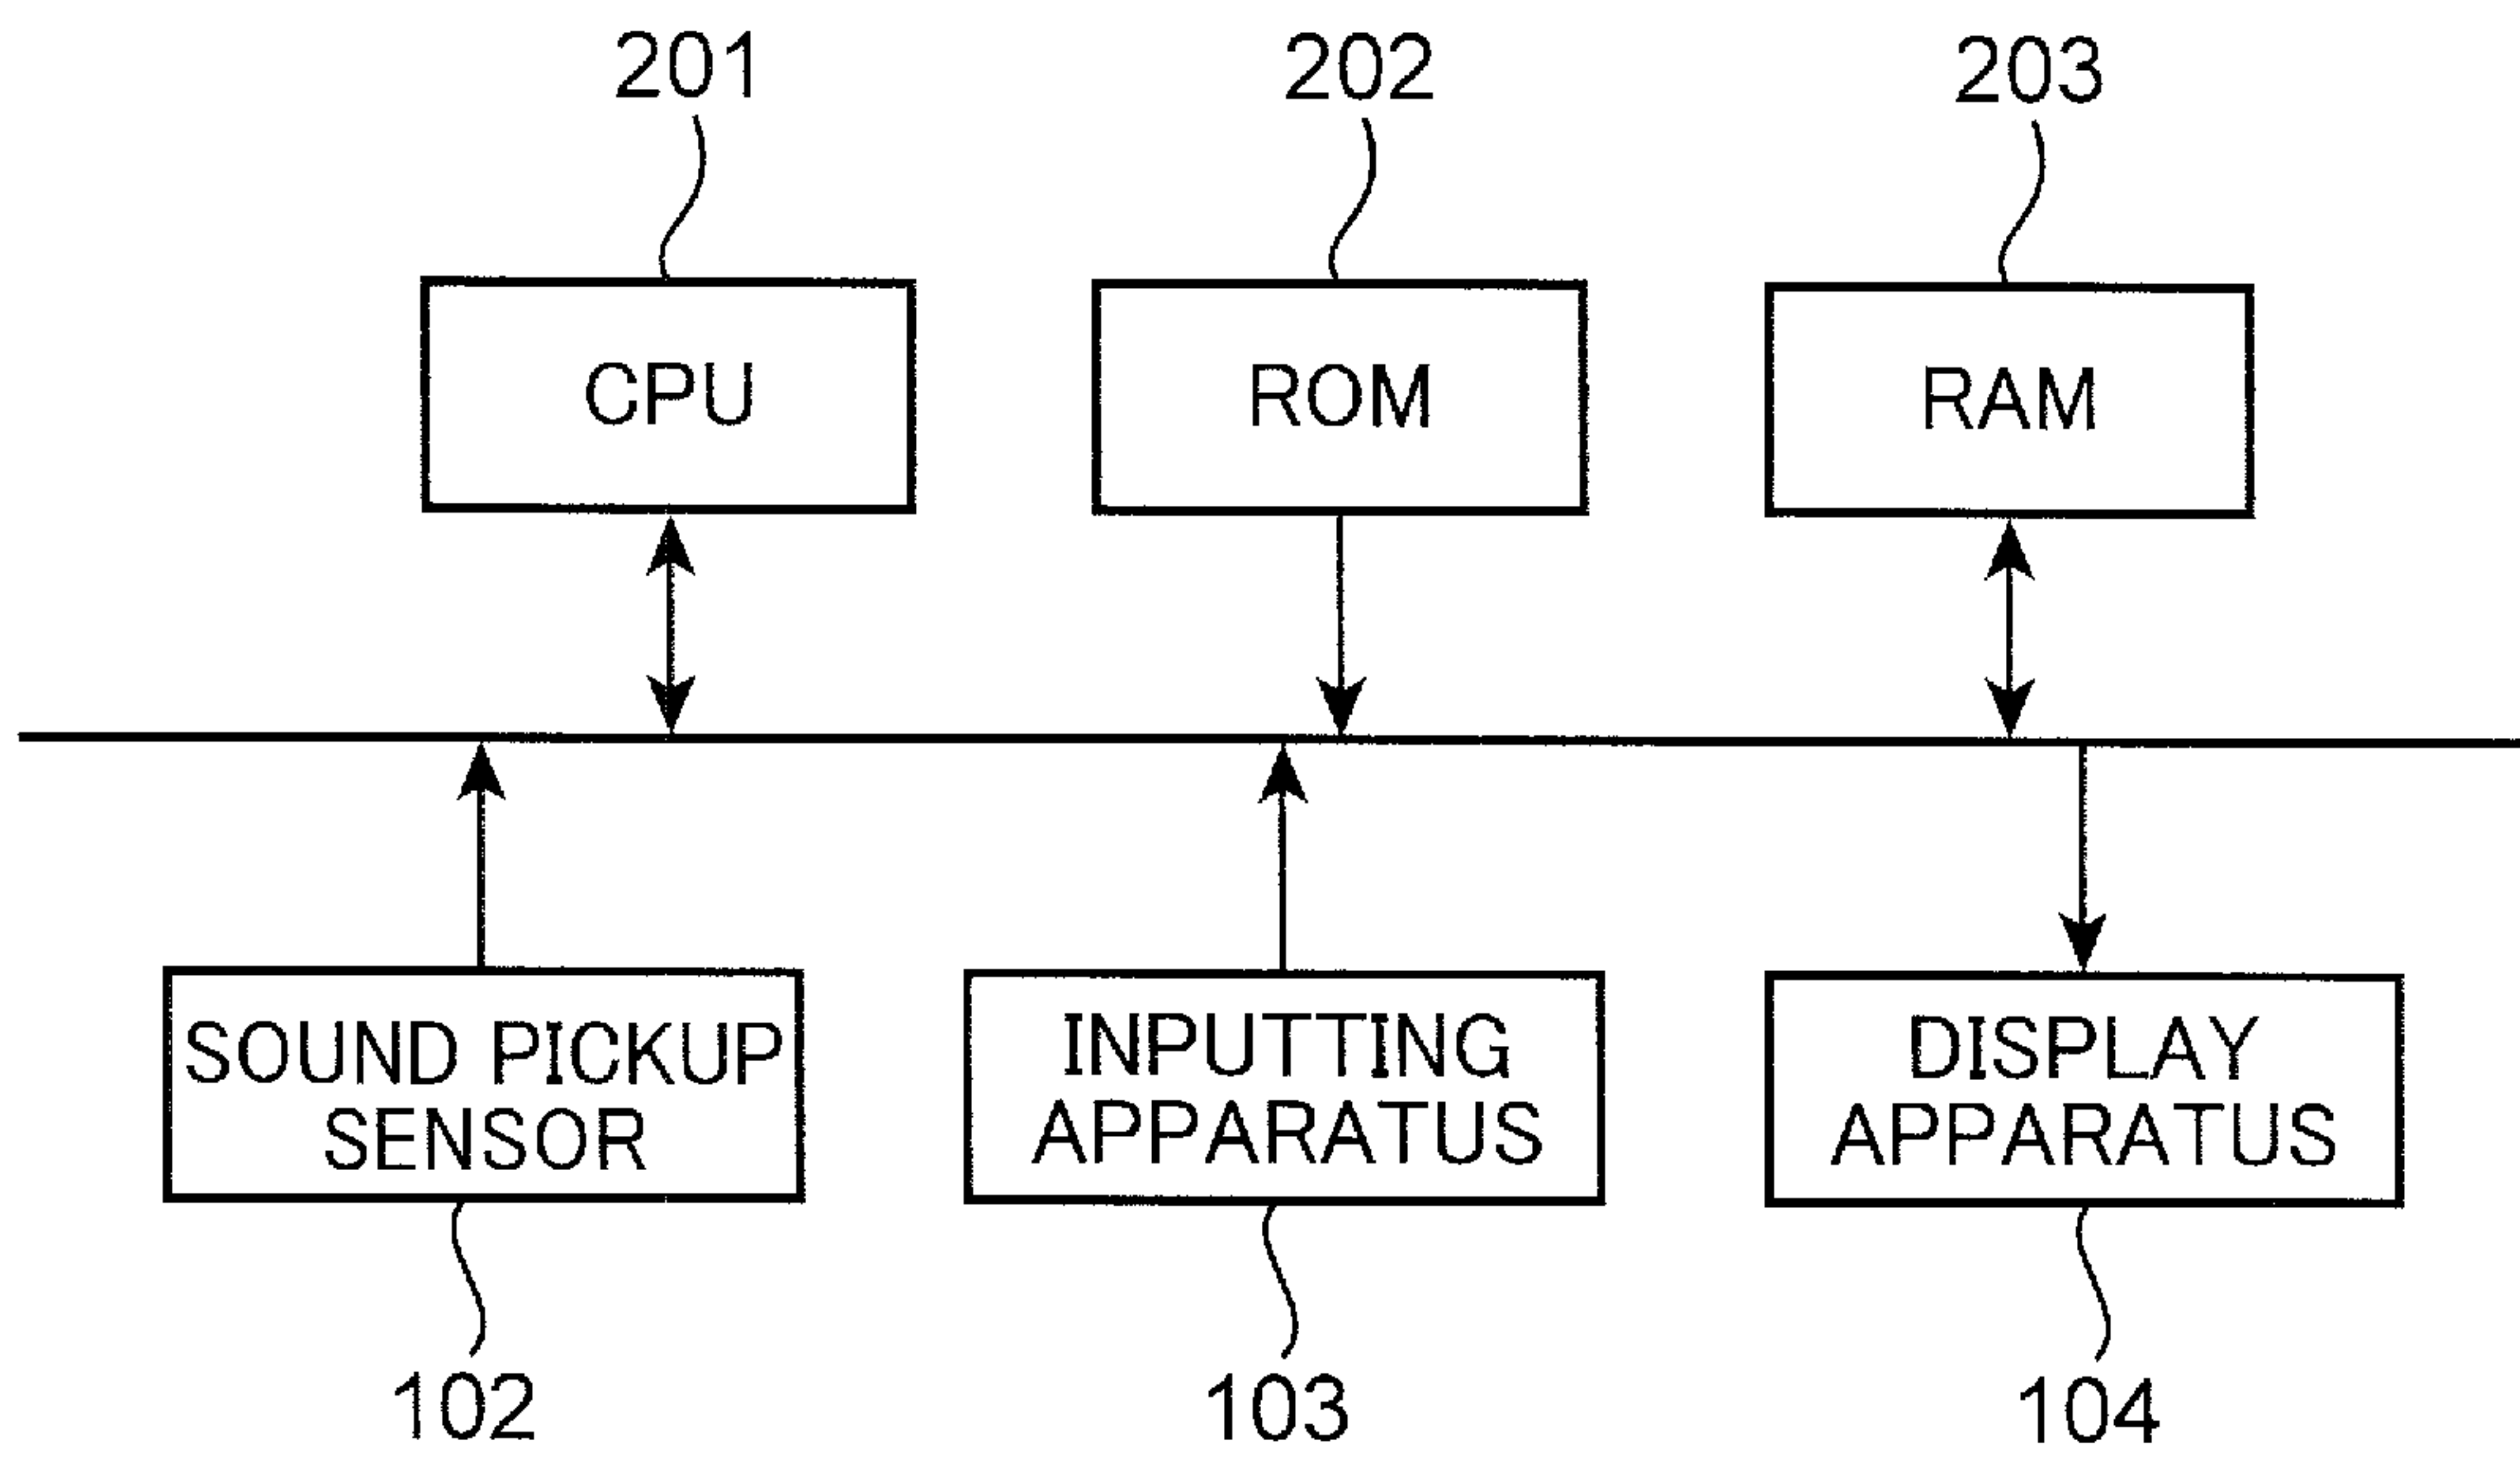 201
202
203
CPU
ROM
RAM
SOUND PICKUP
SENSOR
INPUTTING
APPARATUS
DISPLAY
APPARATUS
102
103
104